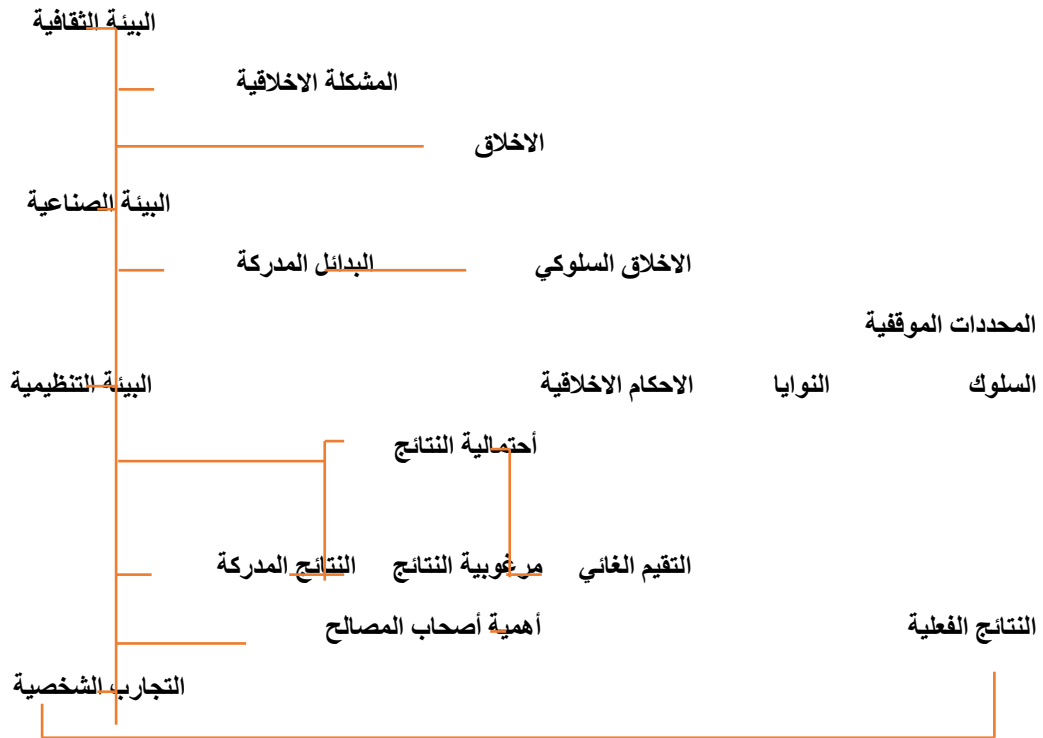 البيئة الثقافية
المشكلة الاخلاقية
الاخلاق
البيئة الصناعية
الاخلاق السلوكي البدائل المدركة
المحددات الموقفية
السلوك النوايا الاحكام الاخلاقية البيئة التنظيمية
أحتمالية النتائج
التقيم الغائي مرغوبية النتائج النتائج المدركة
النتائج الفعلية أهمية أصحاب المصالح
التجارب الشخصية